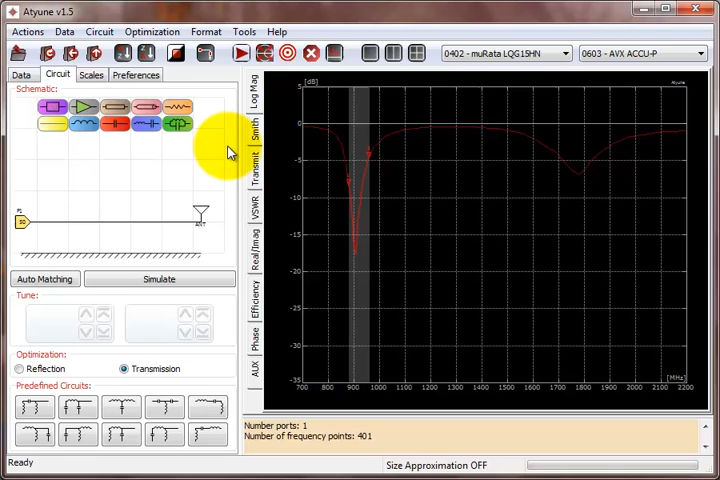 Atyune v1.5
Actions Data Circuit Optimization Format Tools Help
0402 - muRata LQG15HN
0603 - AVX ACCU-P
Data Circuit Scales Preferences
Schematic:
P1
50
ANT
Auto Matching
Simulate
Tune:
Optimization:
Reflection
Transmission
Predefined Circuits:
Log Mag
Smith
Transmit
VSWR
Real/Imag
Efficiency
Phase
AUX
[dB]
Atyune
5
0
-5
-10
-15
-20
-25
-30
-35
[MHz]
700 800 900 1000 1100 1200 1300 1400 1500 1600 1700 1800 1900 2000 2100 2200
Number ports: 1
Number of frequency points: 401
Ready
Size Approximation OFF